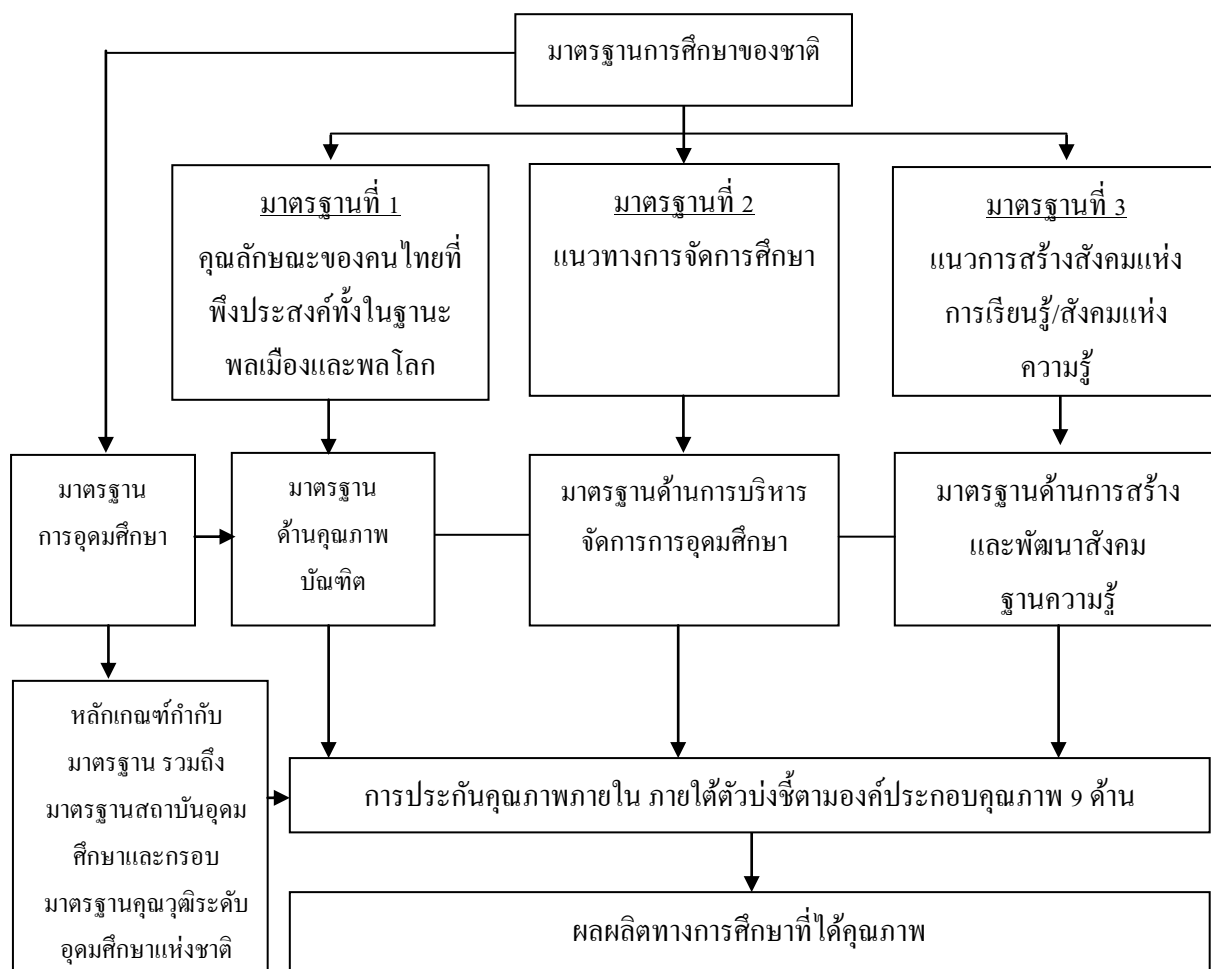 มาตรฐานการศึกษาของชาติ
มาตรฐานที่ 1
คุณลักษณะของคนไทยที่
พึงประสงค์ทั้งในฐานะ
พลเมืองและพลโลก
มาตรฐานที่ 2
แนวทางการจัดการศึกษา
มาตรฐานที่ 3
แนวการสร้างสังคมแห่ง
การเรียนรู้/สังคมแห่ง
ความรู้
มาตรฐาน
การอุดมศึกษา
มาตรฐาน
ด้านคุณภาพ
บัณฑิต
มาตรฐานด้านการบริหาร
จัดการการอุดมศึกษา
มาตรฐานด้านการสร้าง
และพัฒนาสังคม
ฐานความรู้
หลักเกณฑ์กำกับ
มาตรฐาน รวมถึง
มาตรฐานสถาบันอุดม
ศึกษาและกรอบ
มาตรฐานคุณวุฒิระดับ
อุดมศึกษาแห่งชาติ
การประกันคุณภาพภายใน ภายใต้ตัวบ่งชี้ตามองค์ประกอบคุณภาพ 9 ด้าน
ผลผลิตทางการศึกษาที่ได้คุณภาพ